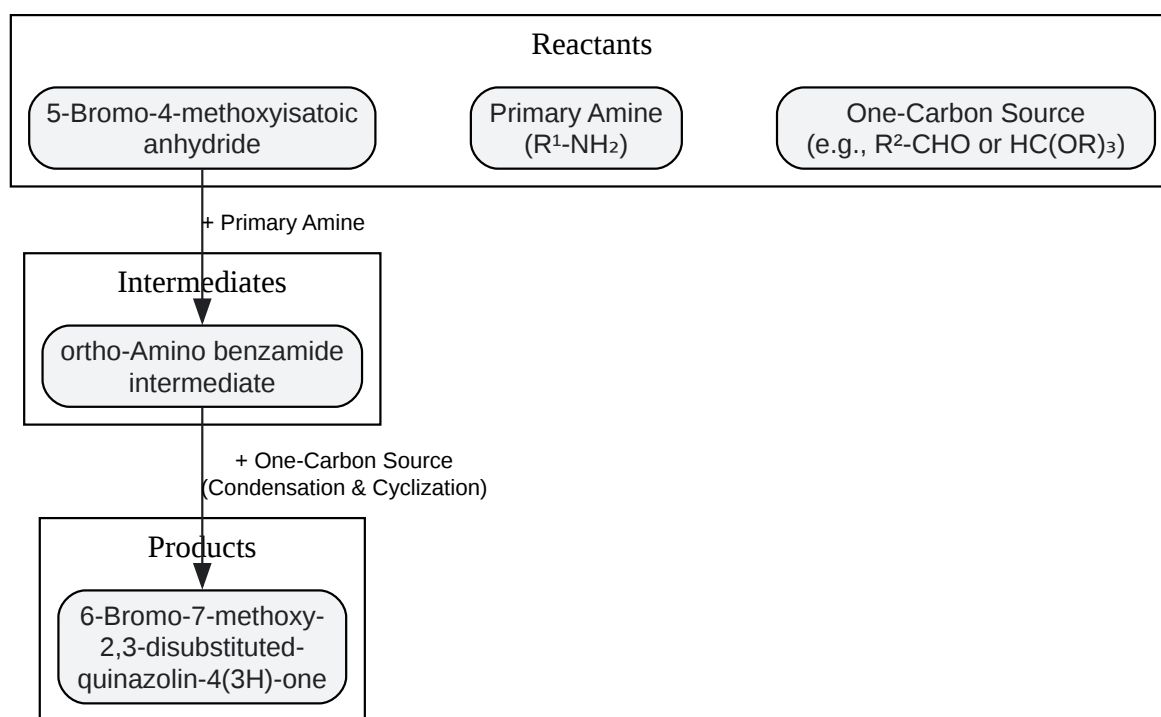 Reactants
5-Bromo-4-methoxyisatoic
anhydride
Primary Amine
(R¹-NH₂)
One-Carbon Source
(e.g., R²-CHO or HC(OR)₃)
+ Primary Amine
Intermediates
ortho-Amino benzamide
intermediate
+ One-Carbon Source
(Condensation & Cyclization)
Products
6-Bromo-7-methoxy-
2,3-disubstituted-
quinazolin-4(3H)-one